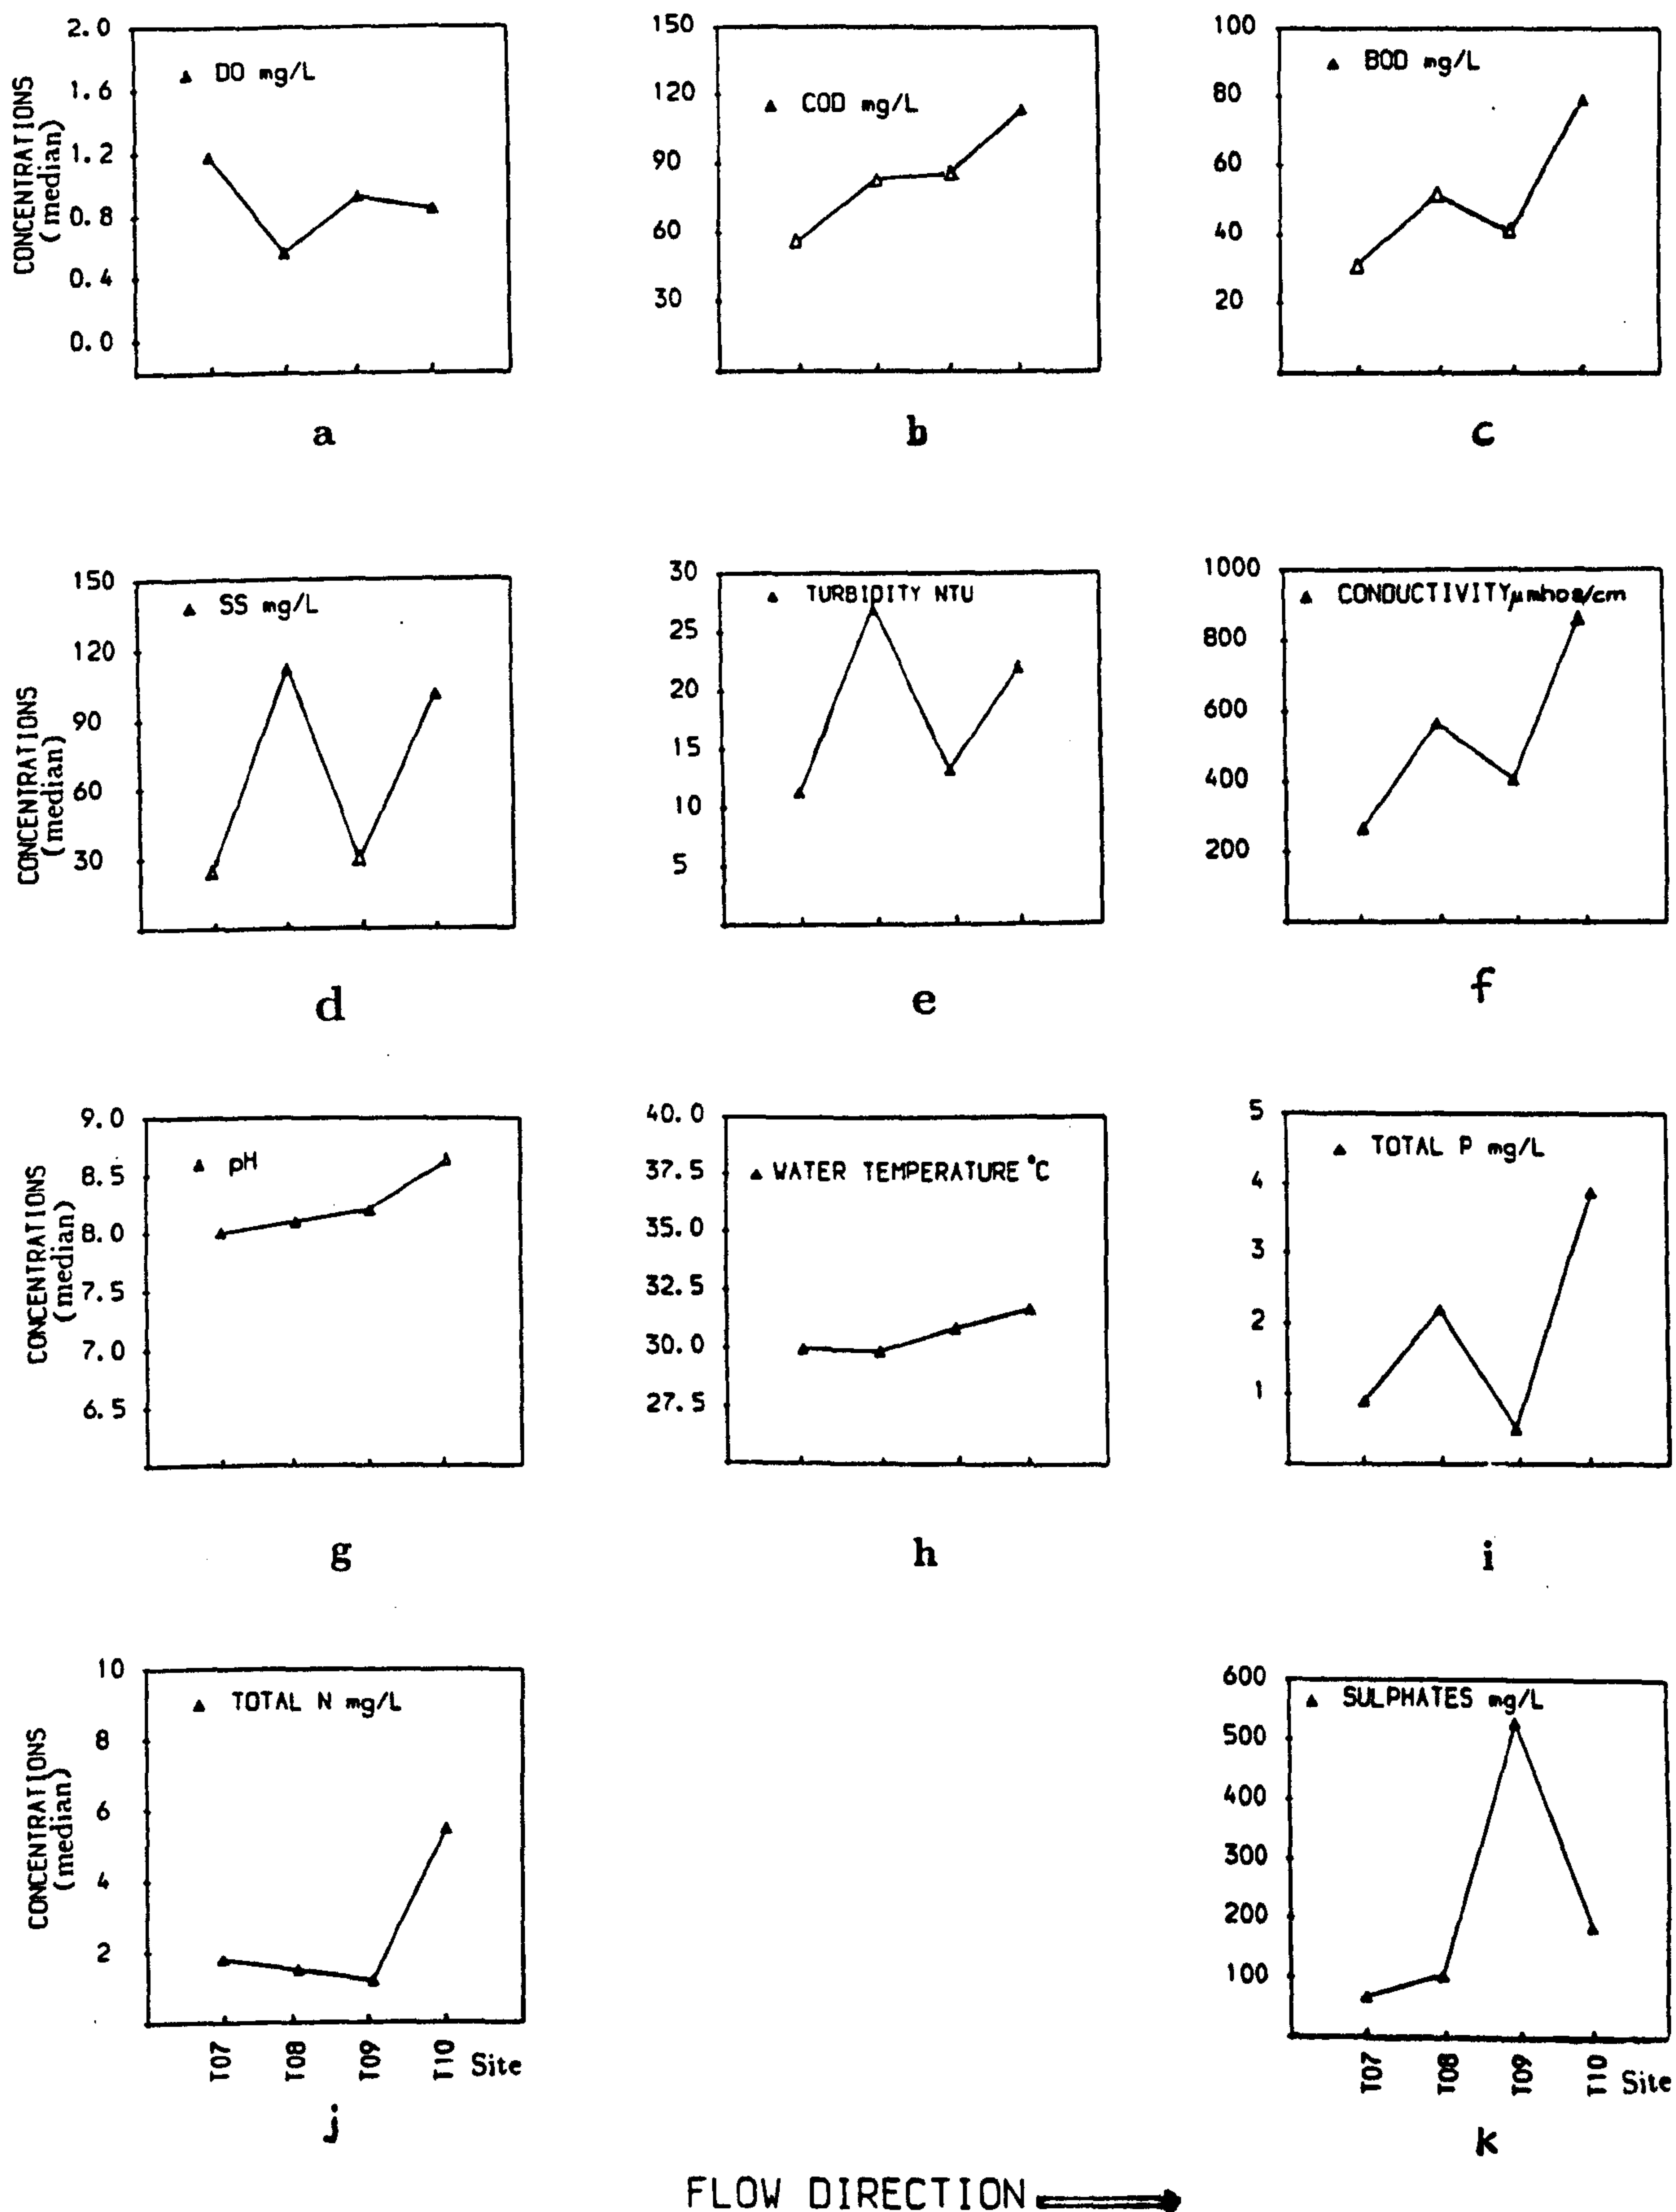 CONCENTRATIONS
(median)
2.0
1.6
1.2
0.8
0.4
0.0
DO mg/L
a
150
120
90
60
30
COD mg/L
b
100
80
60
40
20
BOD mg/L
c
CONCENTRATIONS
(median)
150
120
90
60
30
SS mg/L
d
30
25
20
15
10
5
TURBIDITY NTU
e
1000
800
600
400
200
CONDUCTIVITY µmhos/cm
f
CONCENTRATIONS
(median)
9.0
8.5
8.0
7.5
7.0
6.5
pH
g
40.0
37.5
35.0
32.5
30.0
27.5
WATER TEMPERATURE °C
h
5
4
3
2
1
TOTAL P mg/L
i
CONCENTRATIONS
(median)
10
8
6
4
2
TOTAL N mg/L
T07 T08 T09 T10 Site
j
600
500
400
300
200
100
SULPHATES mg/L
T07 T08 T09 T10 Site
k
FLOW DIRECTION